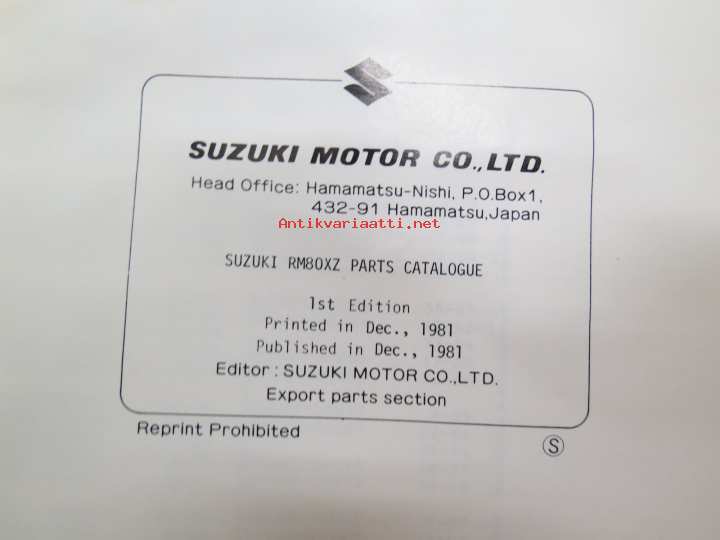 SUZUKI MOTOR CO.,LTD.
Head Office: Hamamatsu-Nishi, P.O.Box1,
432-91 Hamamatsu,Japan
Antikvariaatti.net
SUZUKI RM80XZ PARTS CATALOGUE
1st Edition
Printed in Dec., 1981
Published in Dec., 1981
Editor : SUZUKI MOTOR CO.,LTD.
Export parts section
Reprint Prohibited
Ⓢ